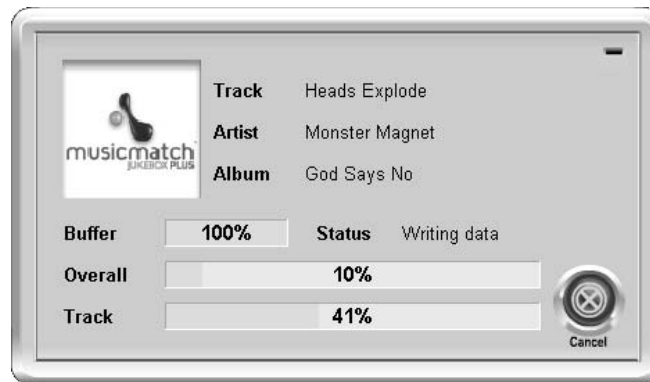 musicmatch
JUKEBOX PLUS
Track Heads Explode
Artist Monster Magnet
Album God Says No
Buffer 100% Status Writing data
Overall 10%
Track 41%
Cancel